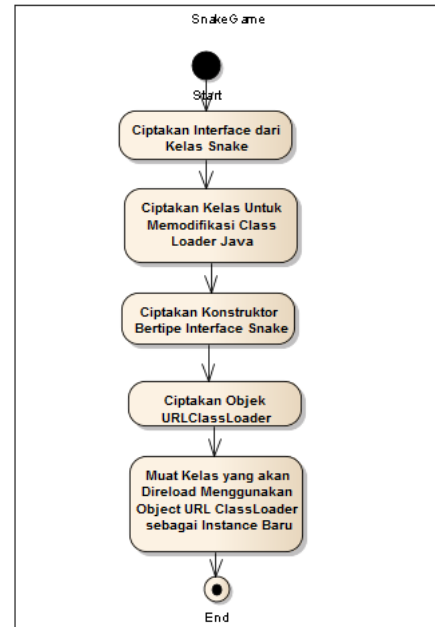 SnakeGame
Start
Ciptakan Interface dari
Kelas Snake
Ciptakan Kelas Untuk
Memodifikasi Class
Loader Java
Ciptakan Konstruktor
Bertipe Interface Snake
Ciptakan Objek
URLClassLoader
Muat Kelas yang akan
Direload Menggunakan
Object URL ClassLoader
sebagai Instance Baru
End